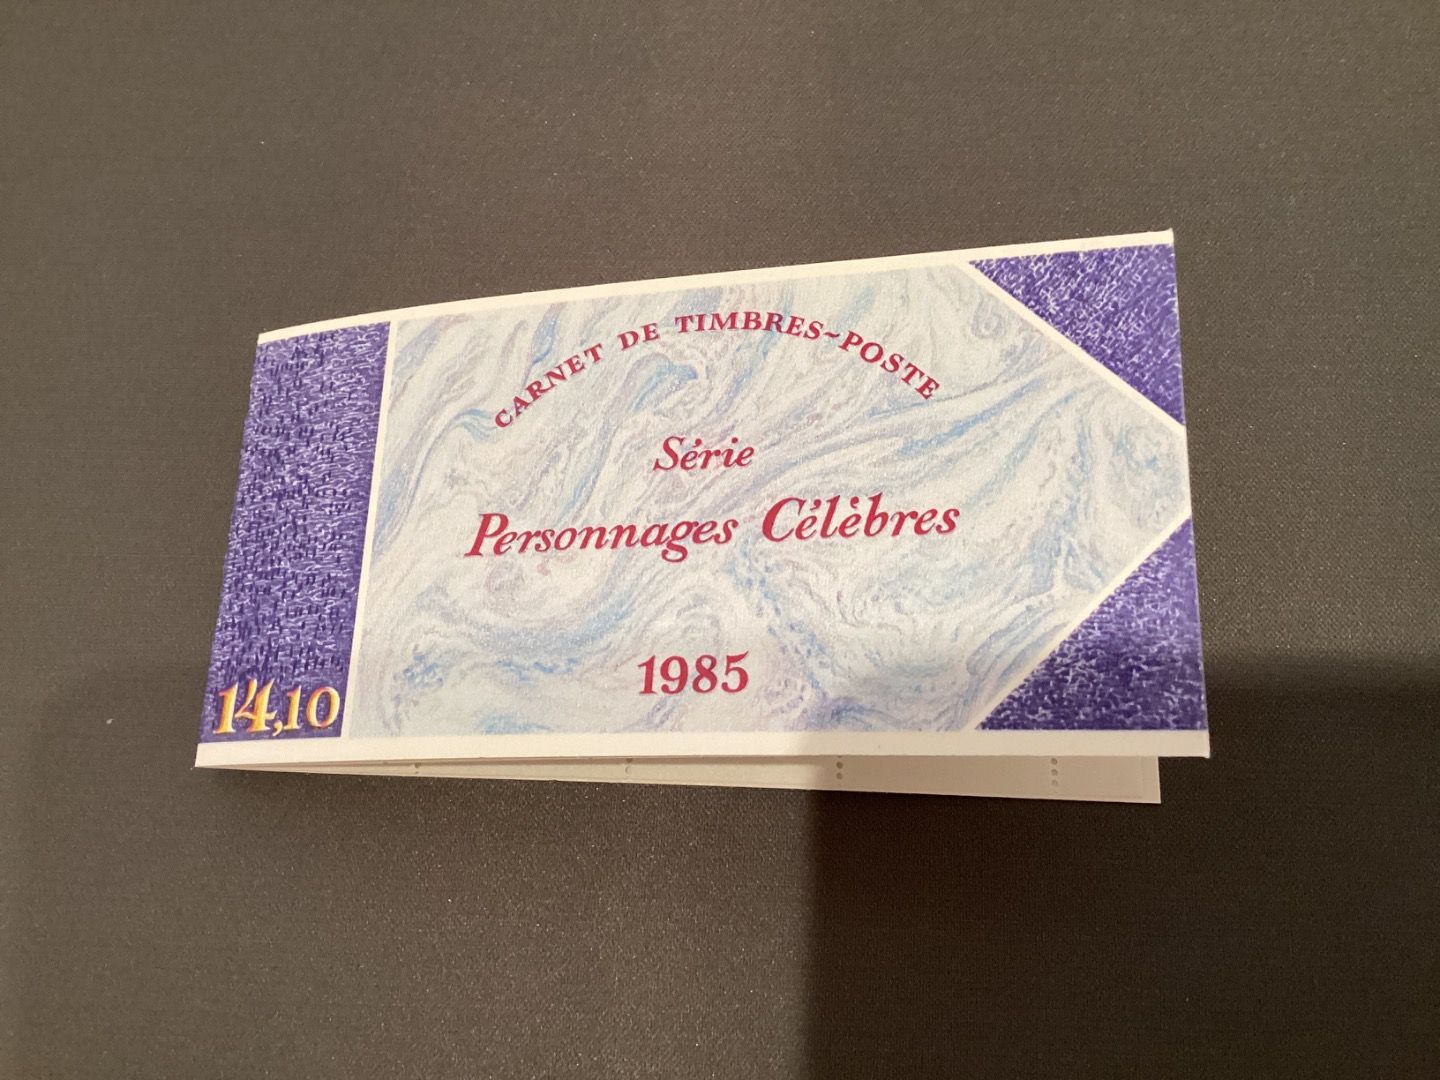 CARNET DE TIMBRES-POSTE
Série
Personnages Célèbres
1985
14,10